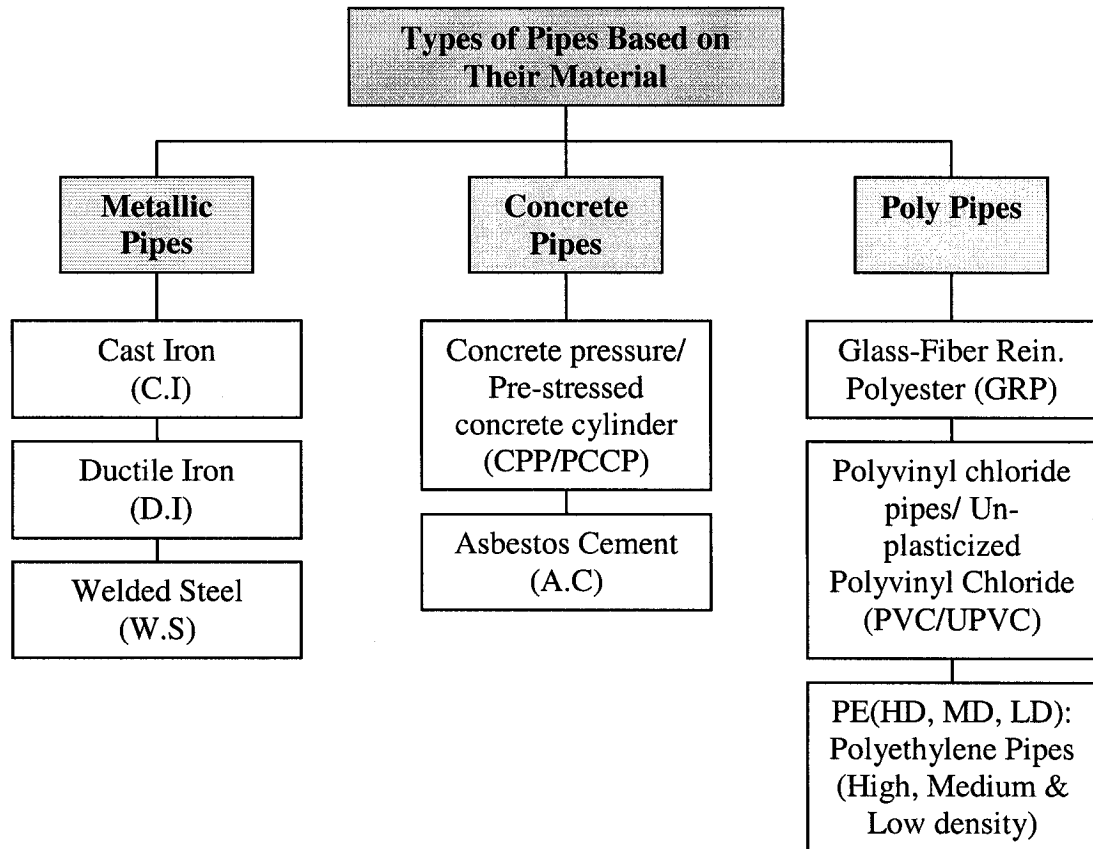 Types of Pipes Based on
Their Material
Metallic
Pipes
Concrete
Pipes
Poly Pipes
Cast Iron
(C.I)
Ductile Iron
(D.I)
Welded Steel
(W.S)
Concrete pressure/
Pre-stressed
concrete cylinder
(CPP/PCCP)
Asbestos Cement
(A.C)
Glass-Fiber Rein.
Polyester (GRP)
Polyvinyl chloride
pipes/ Un-
plasticized
Polyvinyl Chloride
(PVC/UPVC)
PE(HD, MD, LD):
Polyethylene Pipes
(High, Medium &
Low density)